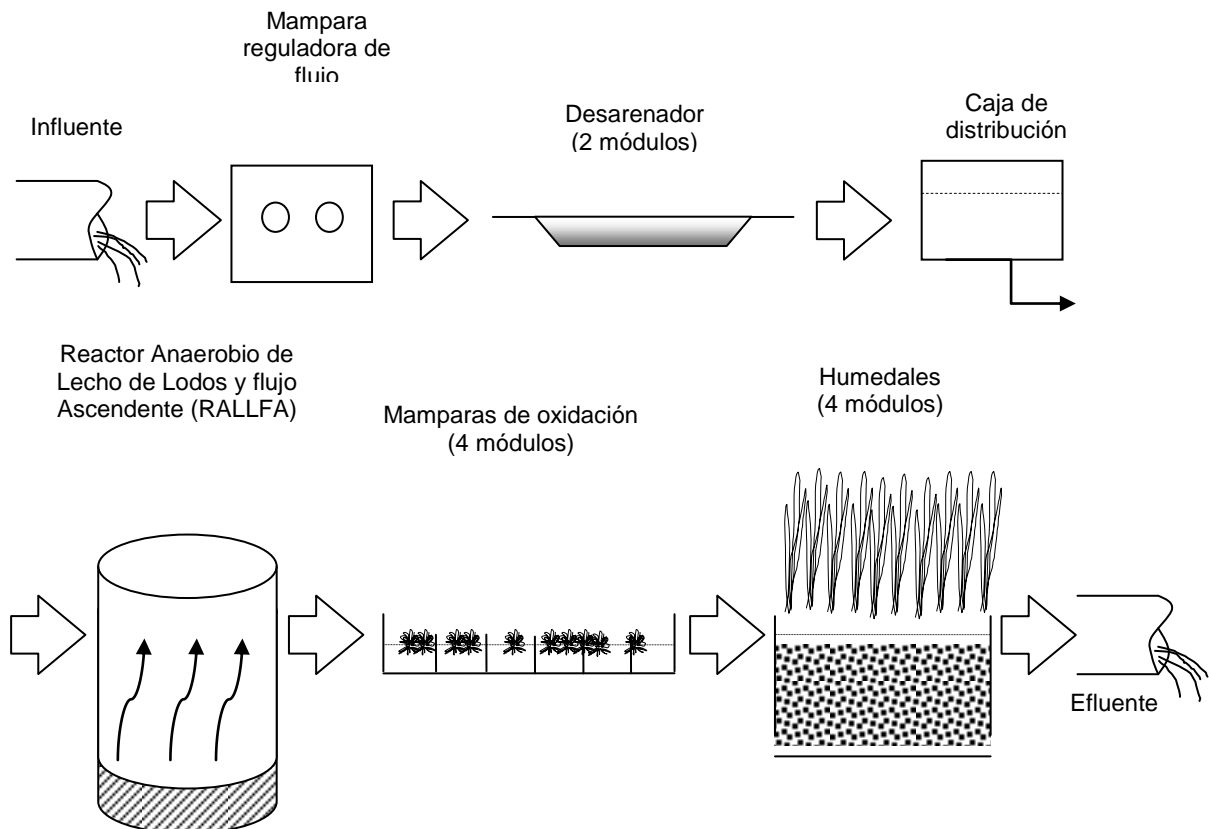 Mampara
reguladora de
flujo
Influente
Desarenador
(2 módulos)
Caja de
distribución
Reactor Anaerobio de
Lecho de Lodos y flujo
Ascendente (RALLFA)
Mamparas de oxidación
(4 módulos)
Humedales
(4 módulos)
Efluente